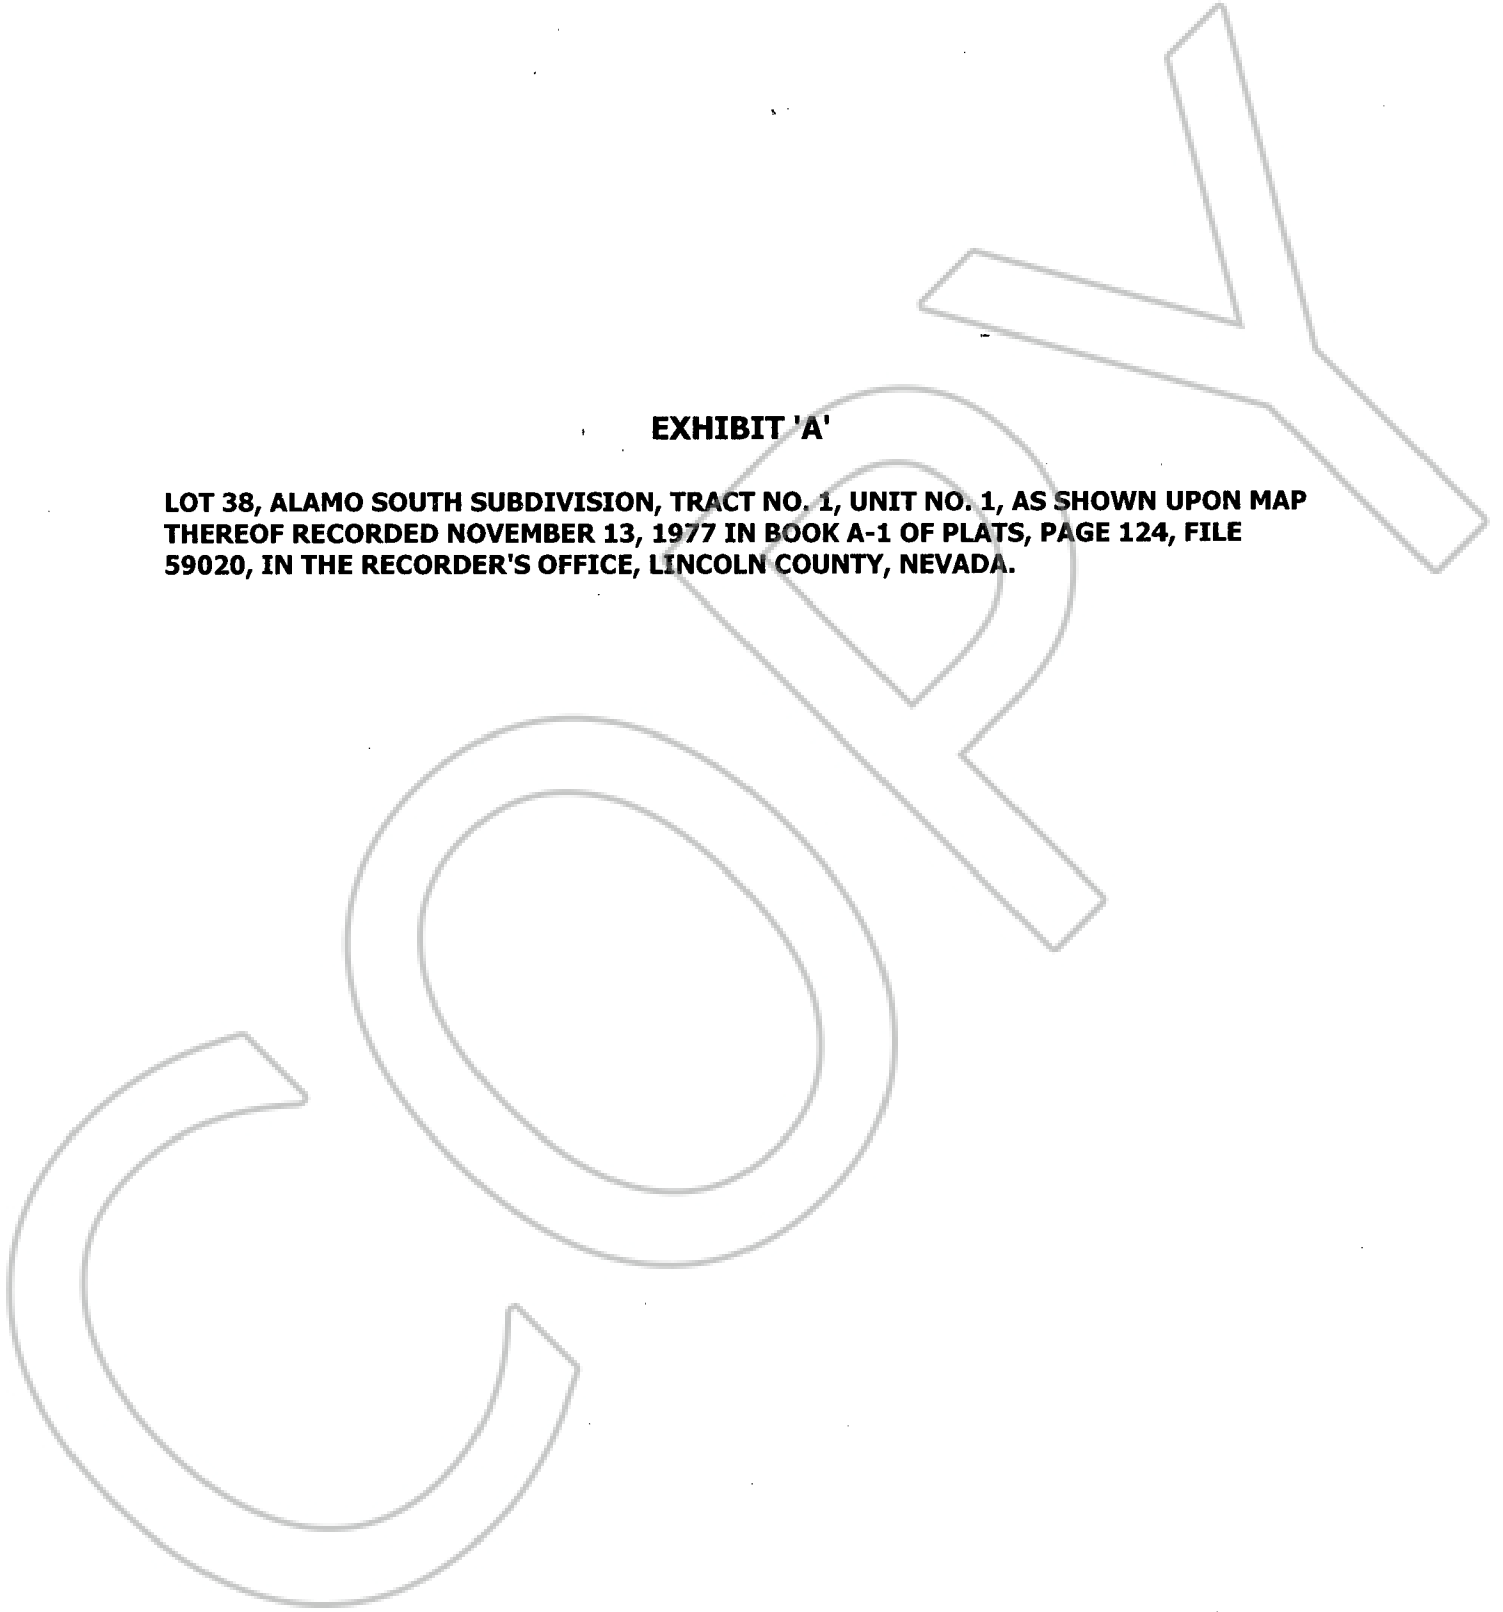 EXHIBIT 'A'
LOT 38, ALAMO SOUTH SUBDIVISION, TRACT NO. 1, UNIT NO. 1, AS SHOWN UPON MAP
THEREOF RECORDED NOVEMBER 13, 1977 IN BOOK A-1 OF PLATS, PAGE 124, FILE
59020, IN THE RECORDER'S OFFICE, LINCOLN COUNTY, NEVADA.
COPY